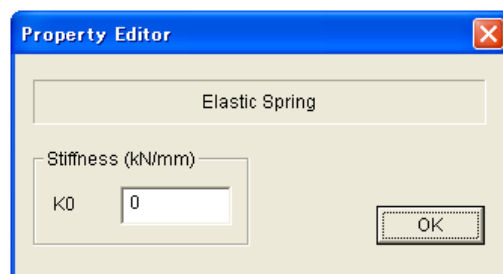 Property Editor
Elastic Spring
Stiffness (kN/mm)
K0 0
OK